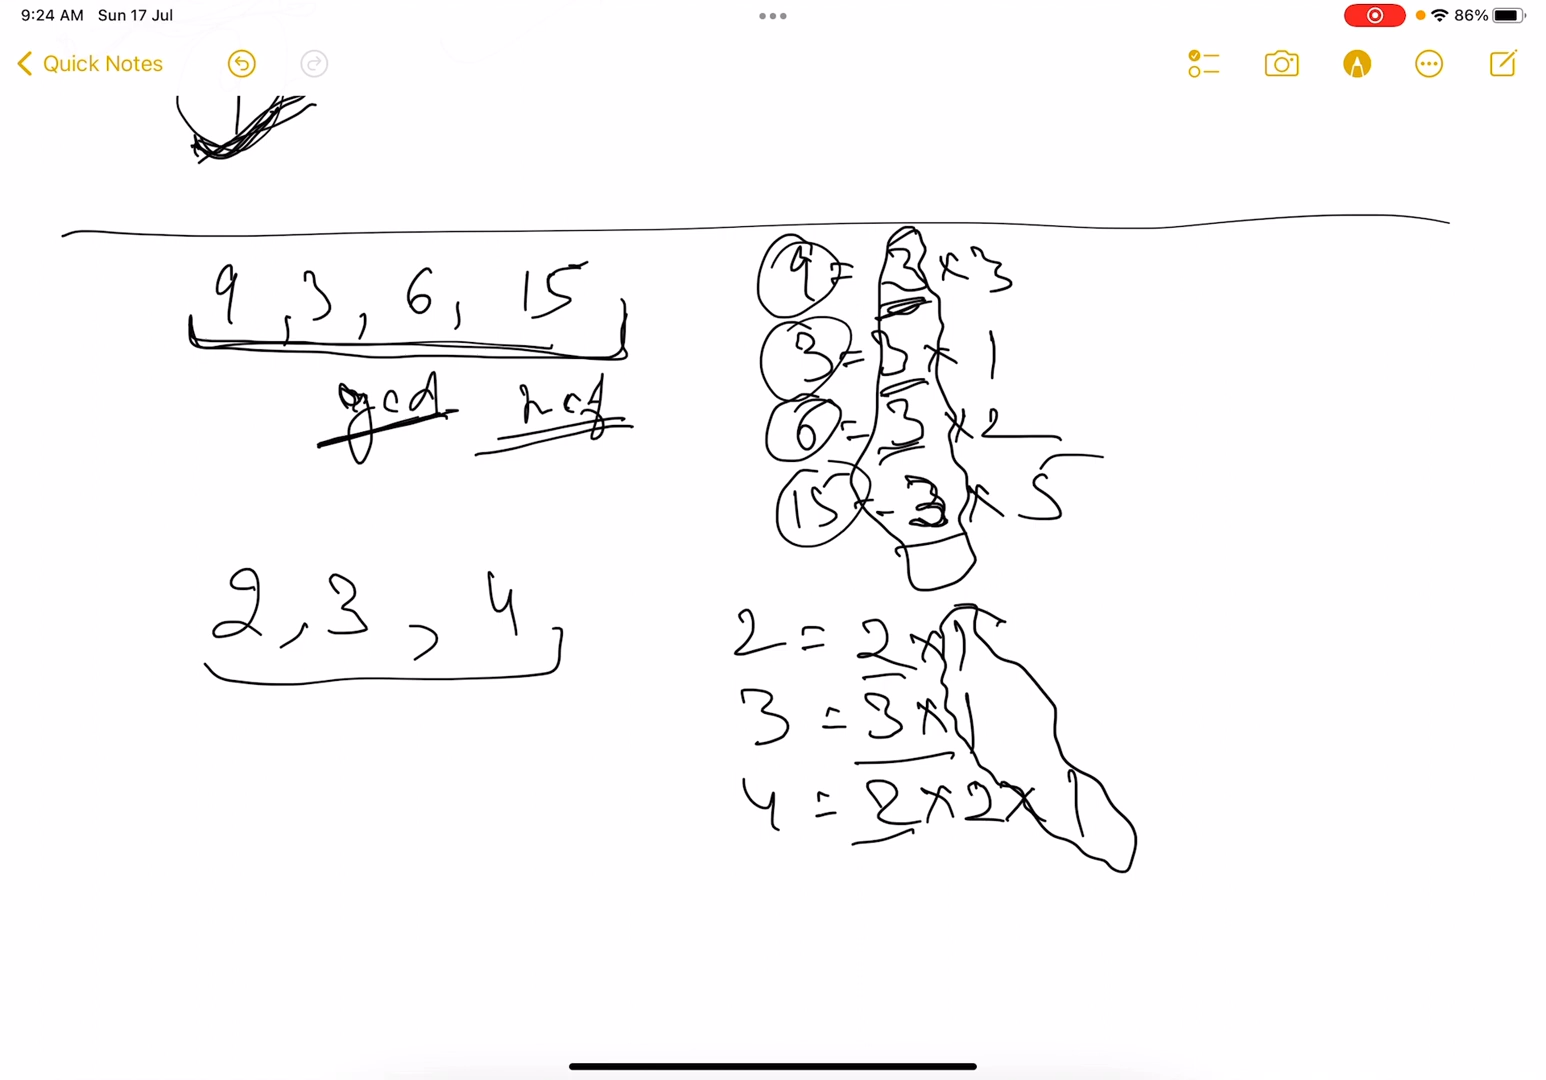 9:24 AM Sun 17 Jul
86%
Quick Notes
9, 3, 6, 15
gcd hcf
9 = 3 × 3
3 = 3 × 1
6 = 3 × 2
15 = 3 × 5
2, 3, 4,
2 = 2 × 1
3 = 3 × 1
4 = 2 × 2 × 1